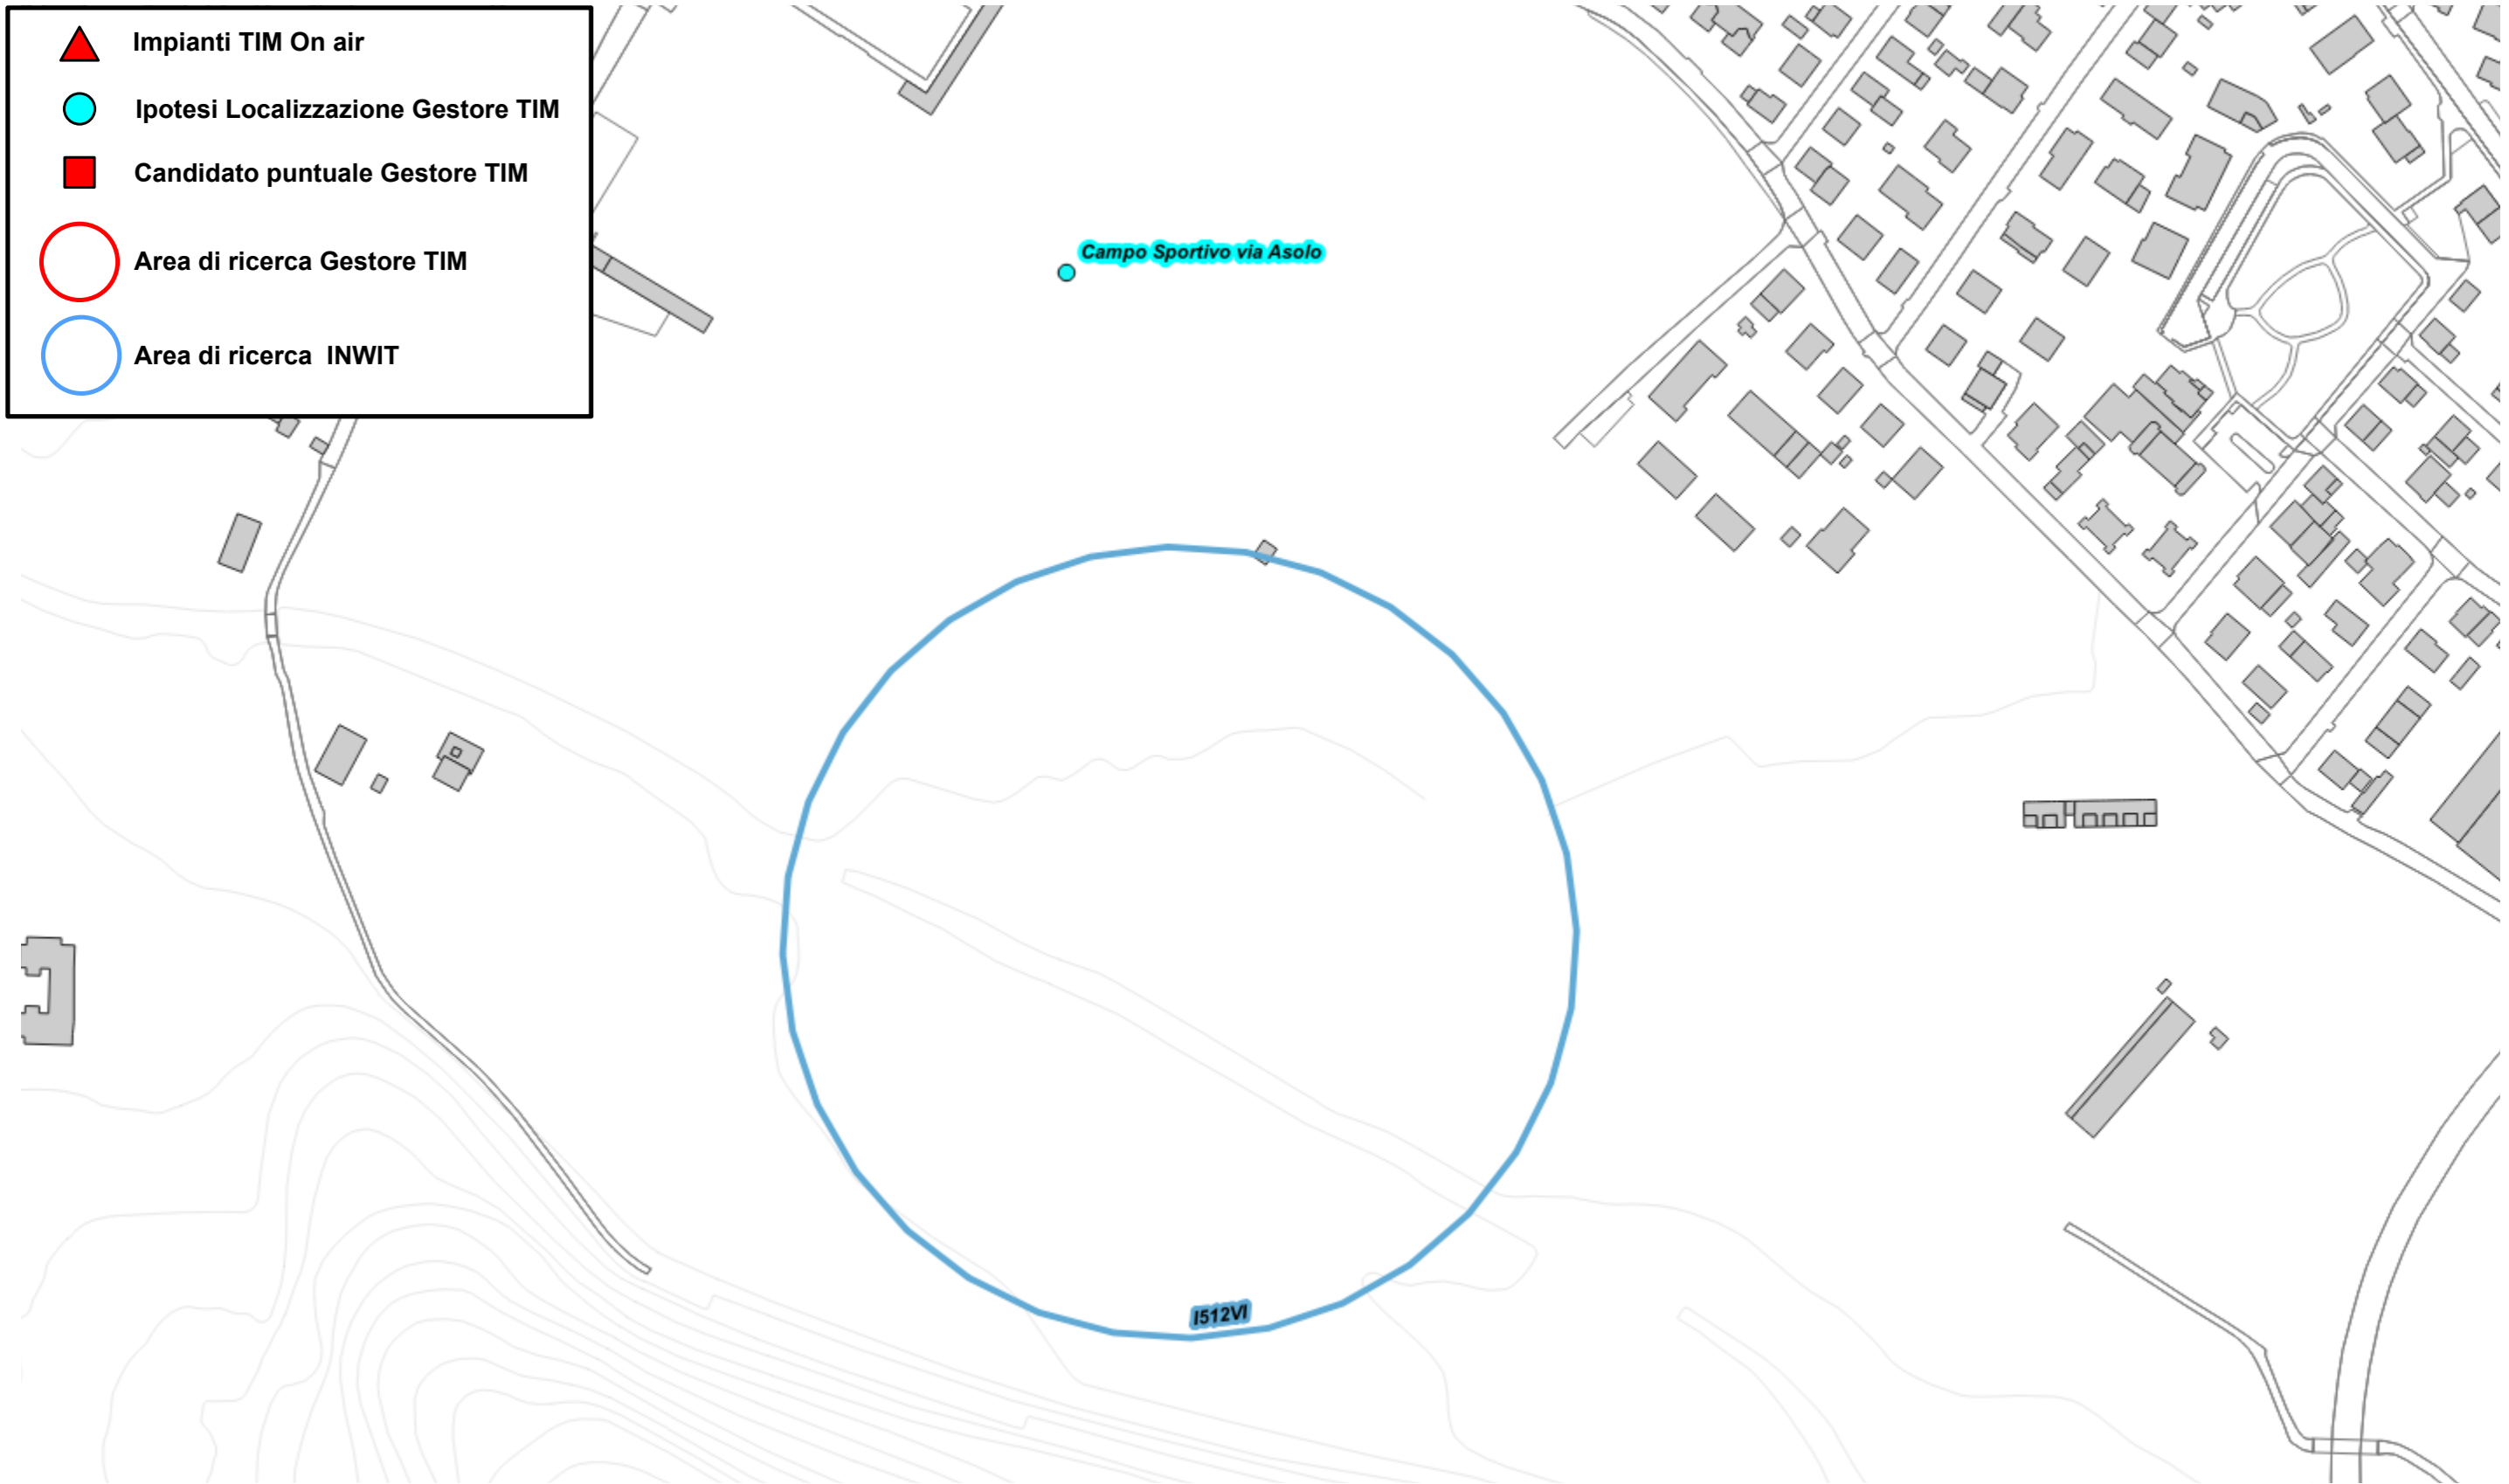 Impianti TIM On air
Ipotesi Localizzazione Gestore TIM
Candidato puntuale Gestore TIM
Area di ricerca Gestore TIM
Area di ricerca INWIT
Campo Sportivo via Asolo
I512VI